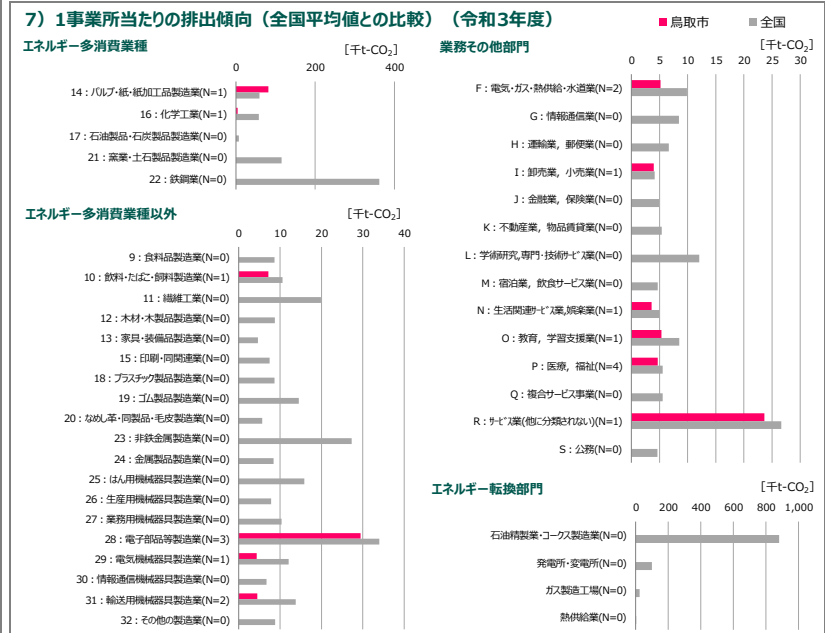 7）1事業所当たりの排出傾向（全国平均値との比較）（令和3年度）
鳥取市 全国
エネルギー多消費業種
[千t-CO₂]
0 200 400
14：パルプ・紙・紙加工品製造業(N=1)
16：化学工業(N=1)
17：石油製品・石炭製品製造業(N=0)
21：窯業・土石製品製造業(N=0)
22：鉄鋼業(N=0)
エネルギー多消費業種以外
[千t-CO₂]
0 10 20 30 40
9：食料品製造業(N=0)
10：飲料・たばこ・飼料製造業(N=1)
11：繊維工業(N=0)
12：木材・木製品製造業(N=0)
13：家具・装備品製造業(N=0)
15：印刷・同関連業(N=0)
18：プラスチック製品製造業(N=0)
19：ゴム製品製造業(N=0)
20：なめし革・同製品・毛皮製造業(N=0)
23：非鉄金属製造業(N=0)
24：金属製品製造業(N=0)
25：はん用機械器具製造業(N=0)
26：生産用機械器具製造業(N=0)
27：業務用機械器具製造業(N=0)
28：電子部品等製造業(N=3)
29：電気機械器具製造業(N=1)
30：情報通信機械器具製造業(N=0)
31：輸送用機械器具製造業(N=2)
32：その他の製造業(N=0)
業務その他部門
[千t-CO₂]
0 5 10 15 20 25 30
F：電気・ガス・熱供給・水道業(N=2)
G：情報通信業(N=0)
H：運輸業，郵便業(N=0)
I：卸売業，小売業(N=1)
J：金融業，保険業(N=0)
K：不動産業，物品賃貸業(N=0)
L：学術研究,専門・技術ｻｰﾋﾞｽ業(N=0)
M：宿泊業，飲食サービス業(N=0)
N：生活関連ｻｰﾋﾞｽ業,娯楽業(N=1)
O：教育，学習支援業(N=1)
P：医療，福祉(N=4)
Q：複合サービス事業(N=0)
R：ｻｰﾋﾞｽ業(他に分類されない)(N=1)
S：公務(N=0)
エネルギー転換部門
[千t-CO₂]
0 200 400 600 800 1,000
石油精製業・コークス製造業(N=0)
発電所・変電所(N=0)
ガス製造工場(N=0)
熱供給業(N=0)